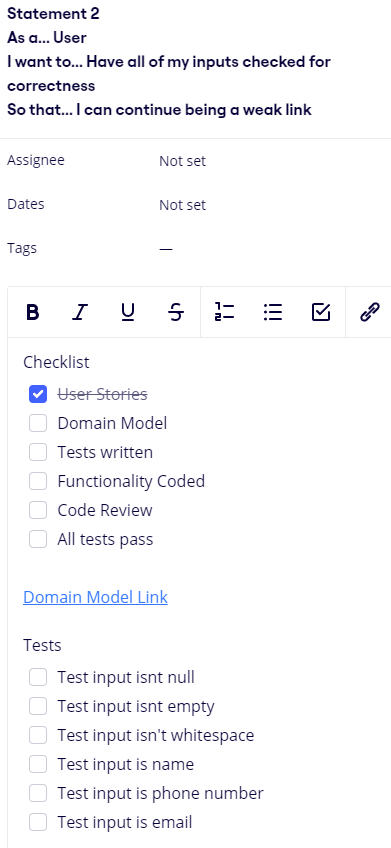 Statement 2
As a... User
I want to... Have all of my inputs checked for
correctness
So that... I can continue being a weak link
Assignee Not set
Dates Not set
Tags —
B I U S
Checklist
User Stories
Domain Model
Tests written
Functionality Coded
Code Review
All tests pass
Domain Model Link
Tests
Test input isnt null
Test input isnt empty
Test input isn't whitespace
Test input is name
Test input is phone number
Test input is email